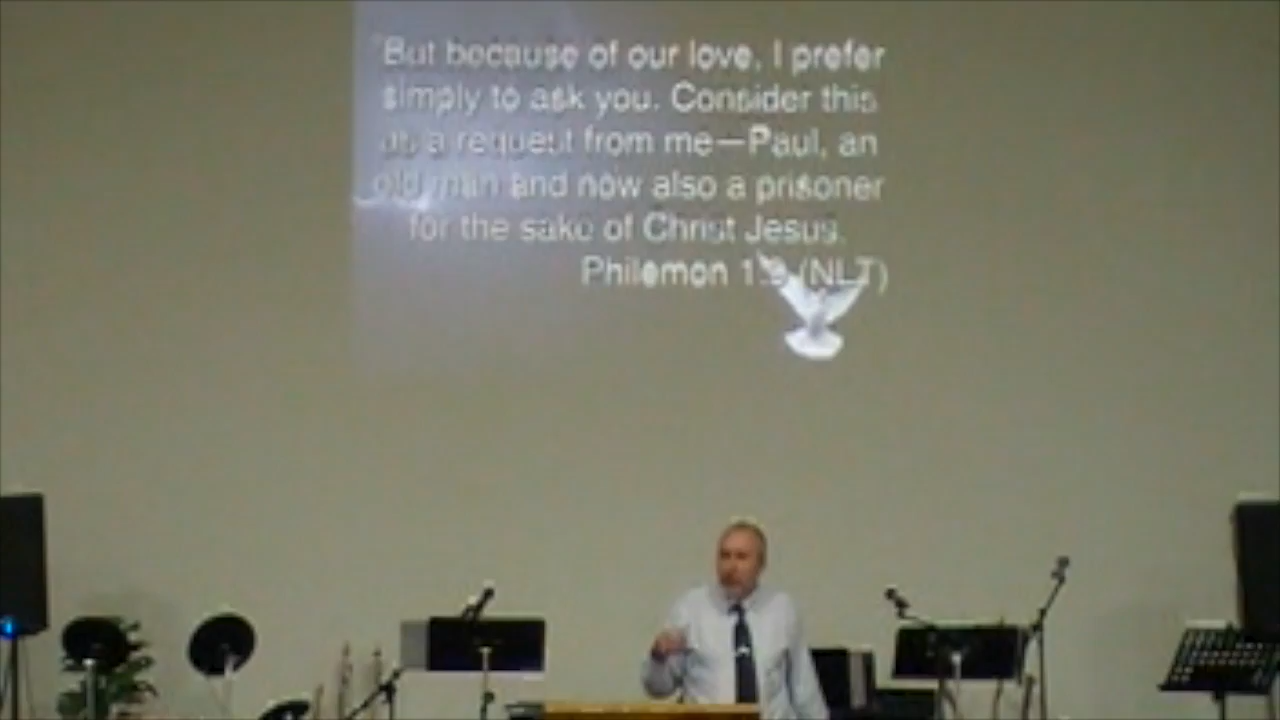 "But because of our love, I prefer
simply to ask you. Consider this
as a request from me—Paul, an
old man and now also a prisoner
for the sake of Christ Jesus.
Philemon 1:9 (NLT)